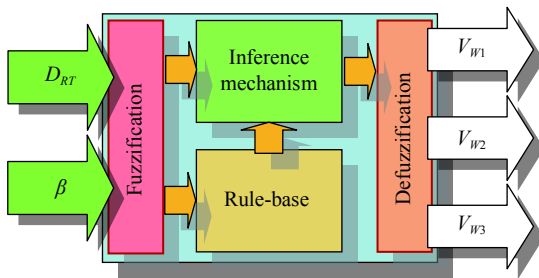 D_RT
β
Fuzzification
Inference
mechanism
Rule-base
Defuzzification
V_W1
V_W2
V_W3